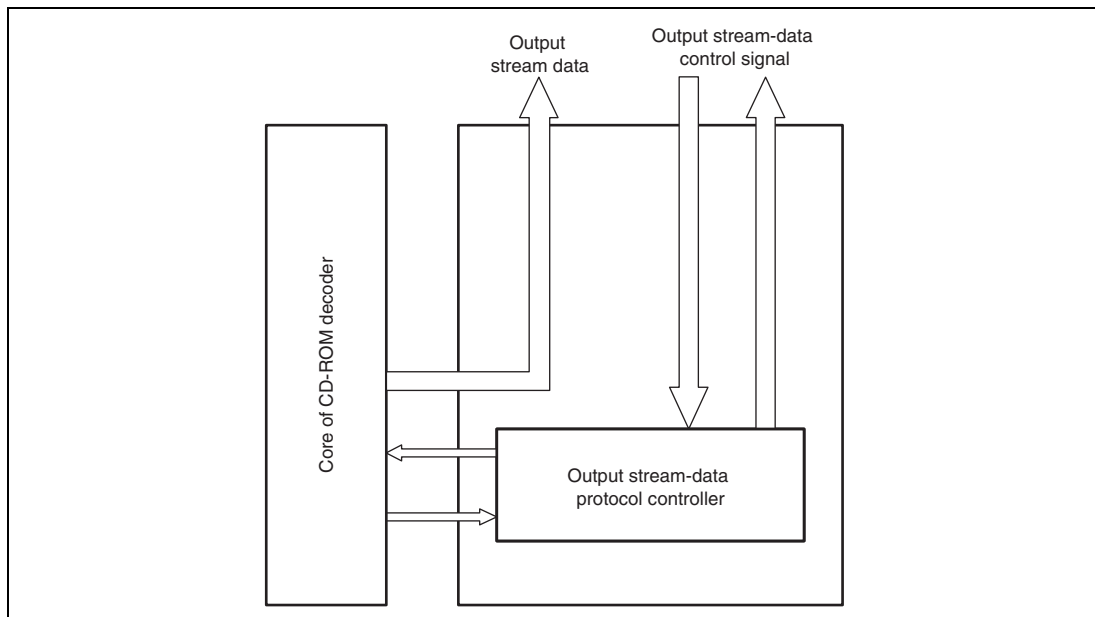 Output
stream data
Output stream-data
control signal
Core of CD-ROM decoder
Output stream-data
protocol controller